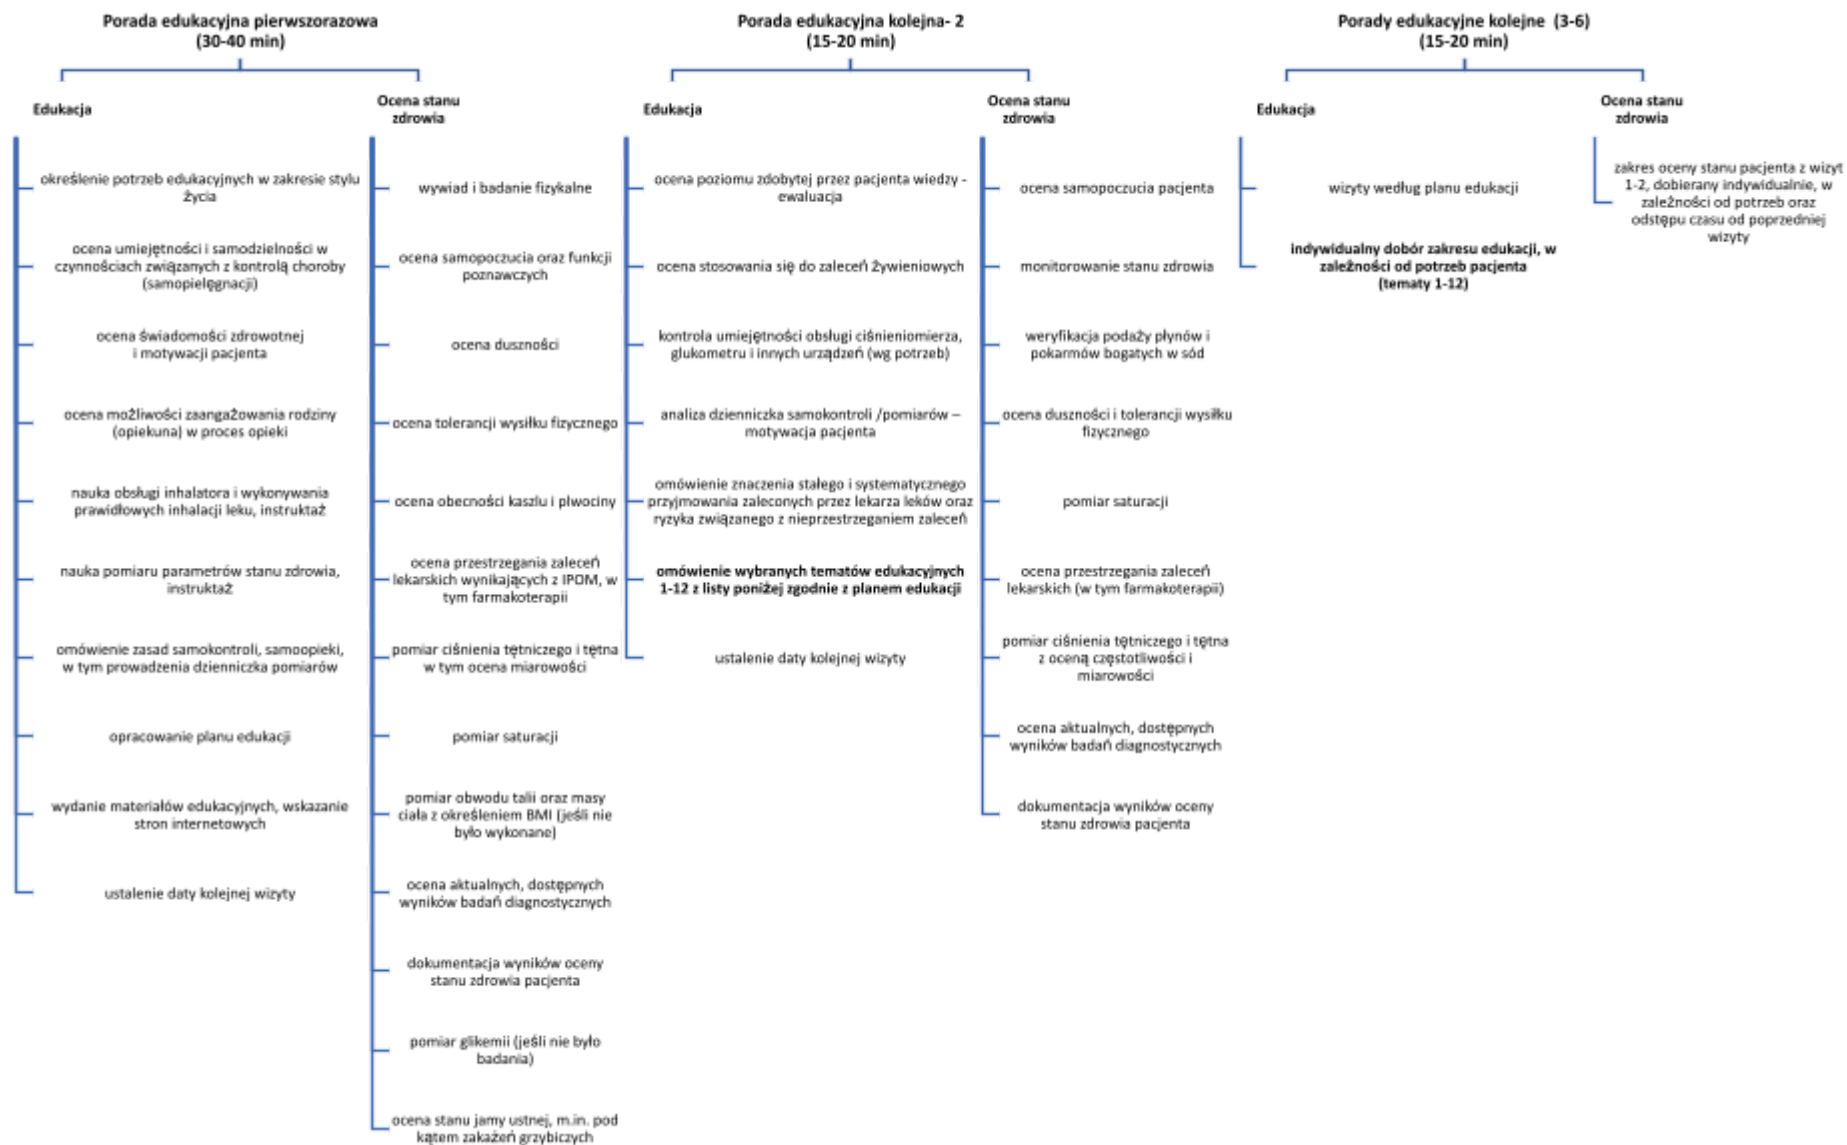 Porada edukacyjna pierwszorazowa
(30-40 min)
Edukacja
określenie potrzeb edukacyjnych w zakresie stylu
życia
ocena umiejętności i samodzielności w
czynnościach związanych z kontrolą choroby
(samopielęgnacji)
ocena świadomości zdrowotnej
i motywacji pacjenta
ocena możliwości zaangażowania rodziny
(opiekuna) w proces opieki
nauka obsługi inhalatora i wykonywania
prawidłowych inhalacji leku, instruktaż
nauka pomiaru parametrów stanu zdrowia,
instruktaż
omówienie zasad samokontroli, samoopieki,
w tym prowadzenia dzienniczka pomiarów
opracowanie planu edukacji
wydanie materiałów edukacyjnych, wskazanie
stron internetowych
ustalenie daty kolejnej wizyty
Ocena stanu
zdrowia
wywiad i badanie fizykalne
ocena samopoczucia oraz funkcji
poznawczych
ocena duszności
ocena tolerancji wysiłku fizycznego
ocena obecności kaszlu i plwociny
ocena przestrzegania zaleceń
lekarskich wynikających z IPOM, w
tym farmakoterapii
pomiar ciśnienia tętniczego i tętna
w tym ocena miarowości
pomiar saturacji
pomiar obwodu talii oraz masy
ciała z określeniem BMI (jeśli nie
było wykonane)
ocena aktualnych, dostępnych
wyników badań diagnostycznych
dokumentacja wyników oceny
stanu zdrowia pacjenta
pomiar glikemii (jeśli nie było
badania)
ocena stanu jamy ustnej, m.in. pod
kątem zakażeń grzybiczych
Porada edukacyjna kolejna- 2
(15-20 min)
Edukacja
ocena poziomu zdobytej przez pacjenta wiedzy -
ewaluacja
ocena stosowania się do zaleceń żywieniowych
kontrola umiejętności obsługi ciśnieniomierza,
glukometru i innych urządzeń (wg potrzeb)
analiza dzienniczka samokontroli /pomiarów –
motywacja pacjenta
omówienie znaczenia stałego i systematycznego
przyjmowania zaleconych przez lekarza leków oraz
ryzyka związanego z nieprzestrzeganiem zaleceń
omówienie wybranych tematów edukacyjnych
1-12 z listy poniżej zgodnie z planem edukacji
ustalenie daty kolejnej wizyty
Ocena stanu
zdrowia
ocena samopoczucia pacjenta
monitorowanie stanu zdrowia
weryfikacja podaży płynów i
pokarmów bogatych w sód
ocena duszności i tolerancji wysiłku
fizycznego
pomiar saturacji
ocena przestrzegania zaleceń
lekarskich (w tym farmakoterapii)
pomiar ciśnienia tętniczego i tętna
z oceną częstotliwości i
miarowości
ocena aktualnych, dostępnych
wyników badań diagnostycznych
dokumentacja wyników oceny
stanu zdrowia pacjenta
Porady edukacyjne kolejne (3-6)
(15-20 min)
Edukacja
wizyty według planu edukacji
indywidualny dobór zakresu edukacji, w
zależności od potrzeb pacjenta
(tematy 1-12)
Ocena stanu
zdrowia
zakres oceny stanu pacjenta z wizyt
1-2, dobierany indywidualnie, w
zależności od potrzeb oraz
odstępu czasu od poprzedniej
wizyty